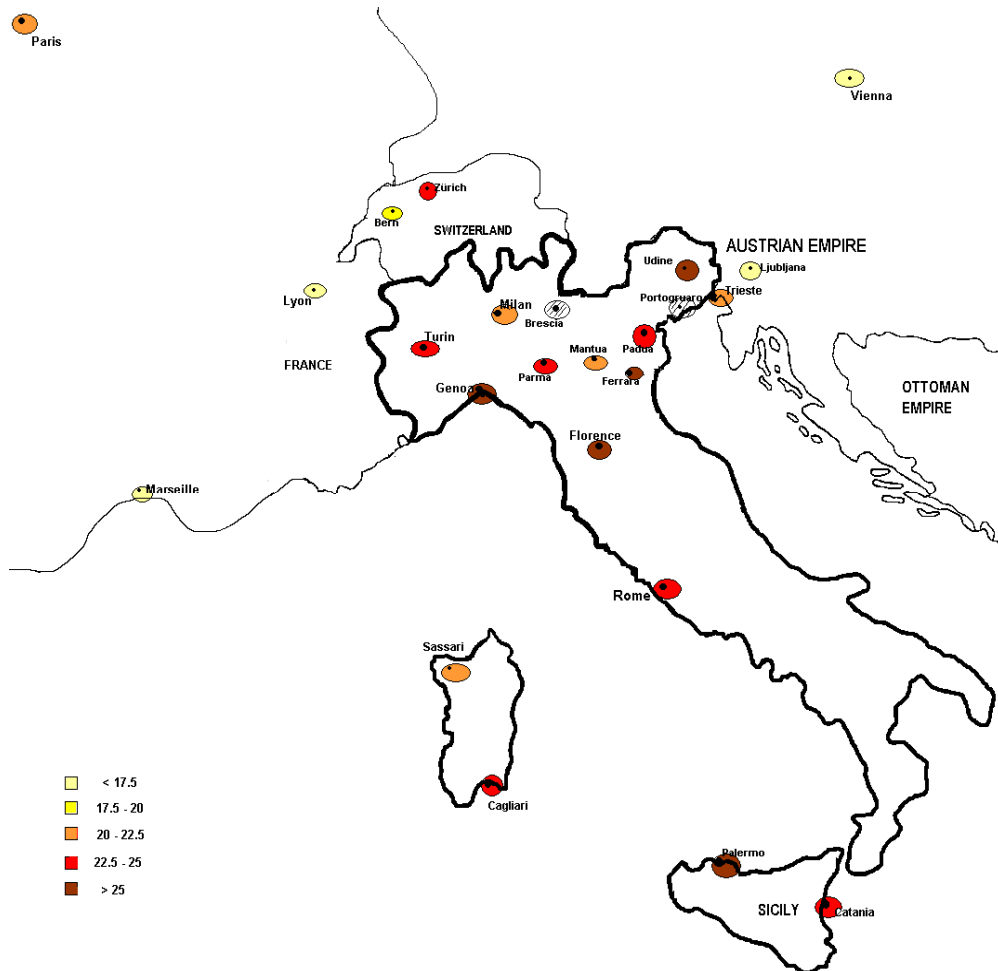 Paris
Vienna
Zürich
Bern
SWITZERLAND
AUSTRIAN EMPIRE
Udine
Ljubljana
Lyon
Milan
Brescia
Portogruaro
Trieste
Turin
Padua
FRANCE
Parma
Mantua
Ferrara
Genoa
OTTOMAN
EMPIRE
Florence
Marseille
Rome
Sassari
Cagliari
< 17.5
17.5 - 20
20 - 22.5
22.5 - 25
> 25
Palermo
SICILY
Catania